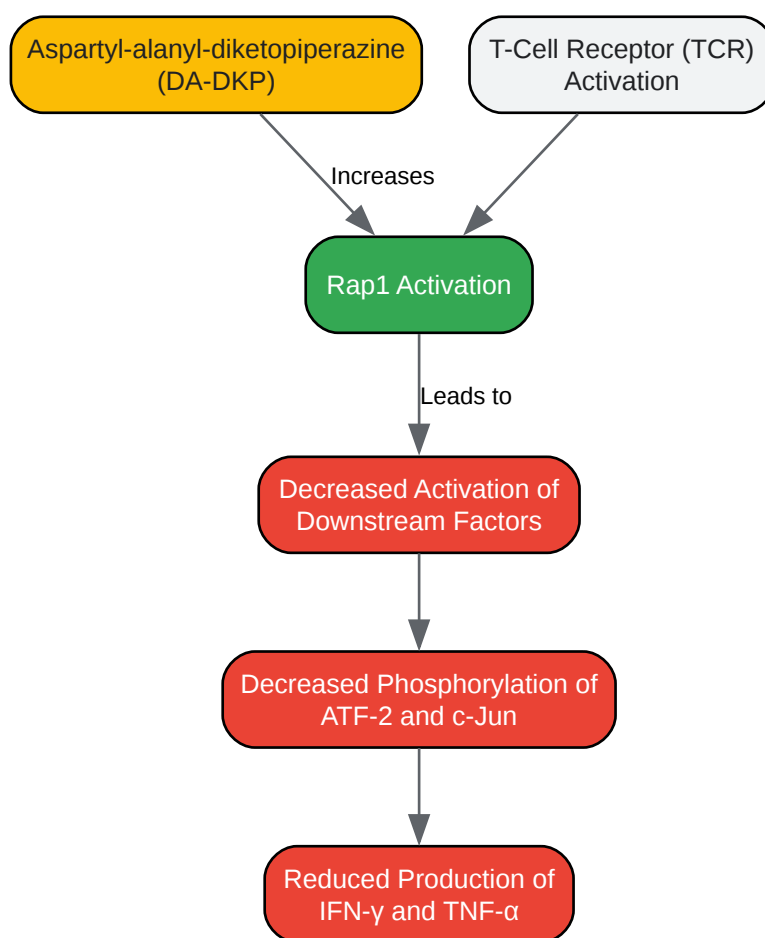 Aspartyl-alanyl-diketopiperazine
(DA-DKP)
T-Cell Receptor (TCR)
Activation
Increases
Rap1 Activation
Leads to
Decreased Activation of
Downstream Factors
Decreased Phosphorylation of
ATF-2 and c-Jun
Reduced Production of
IFN-γ and TNF-α